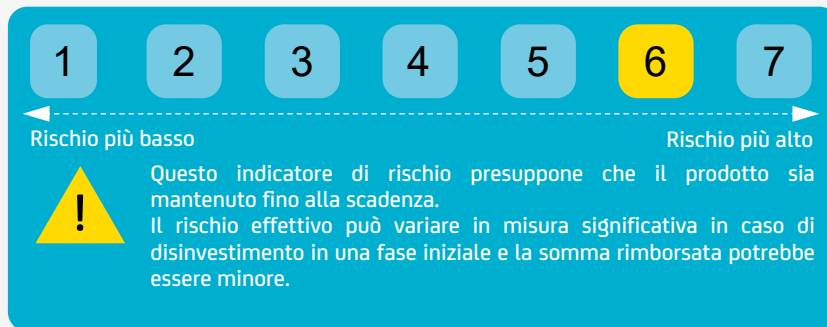 1 2 3 4 5 6 7
Rischio più basso Rischio più alto
!
Questo indicatore di rischio presuppone che il prodotto sia
mantenuto fino alla scadenza.
Il rischio effettivo può variare in misura significativa in caso di
disinvestimento in una fase iniziale e la somma rimborsata potrebbe
essere minore.